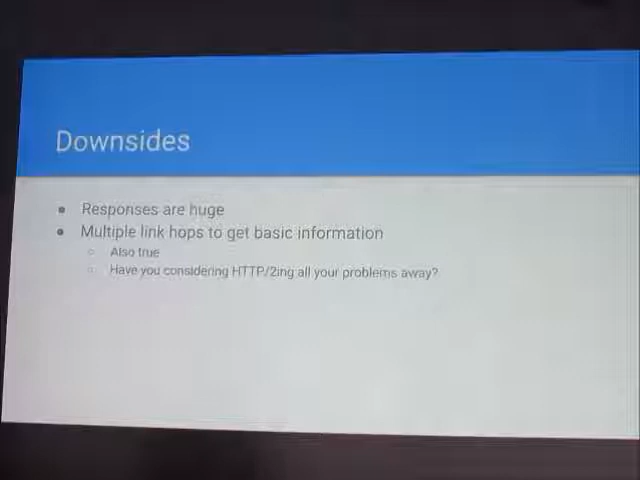 Downsides
● Responses are huge
● Multiple link hops to get basic information
○ Also true
○ Have you considering HTTP/2ing all your problems away?